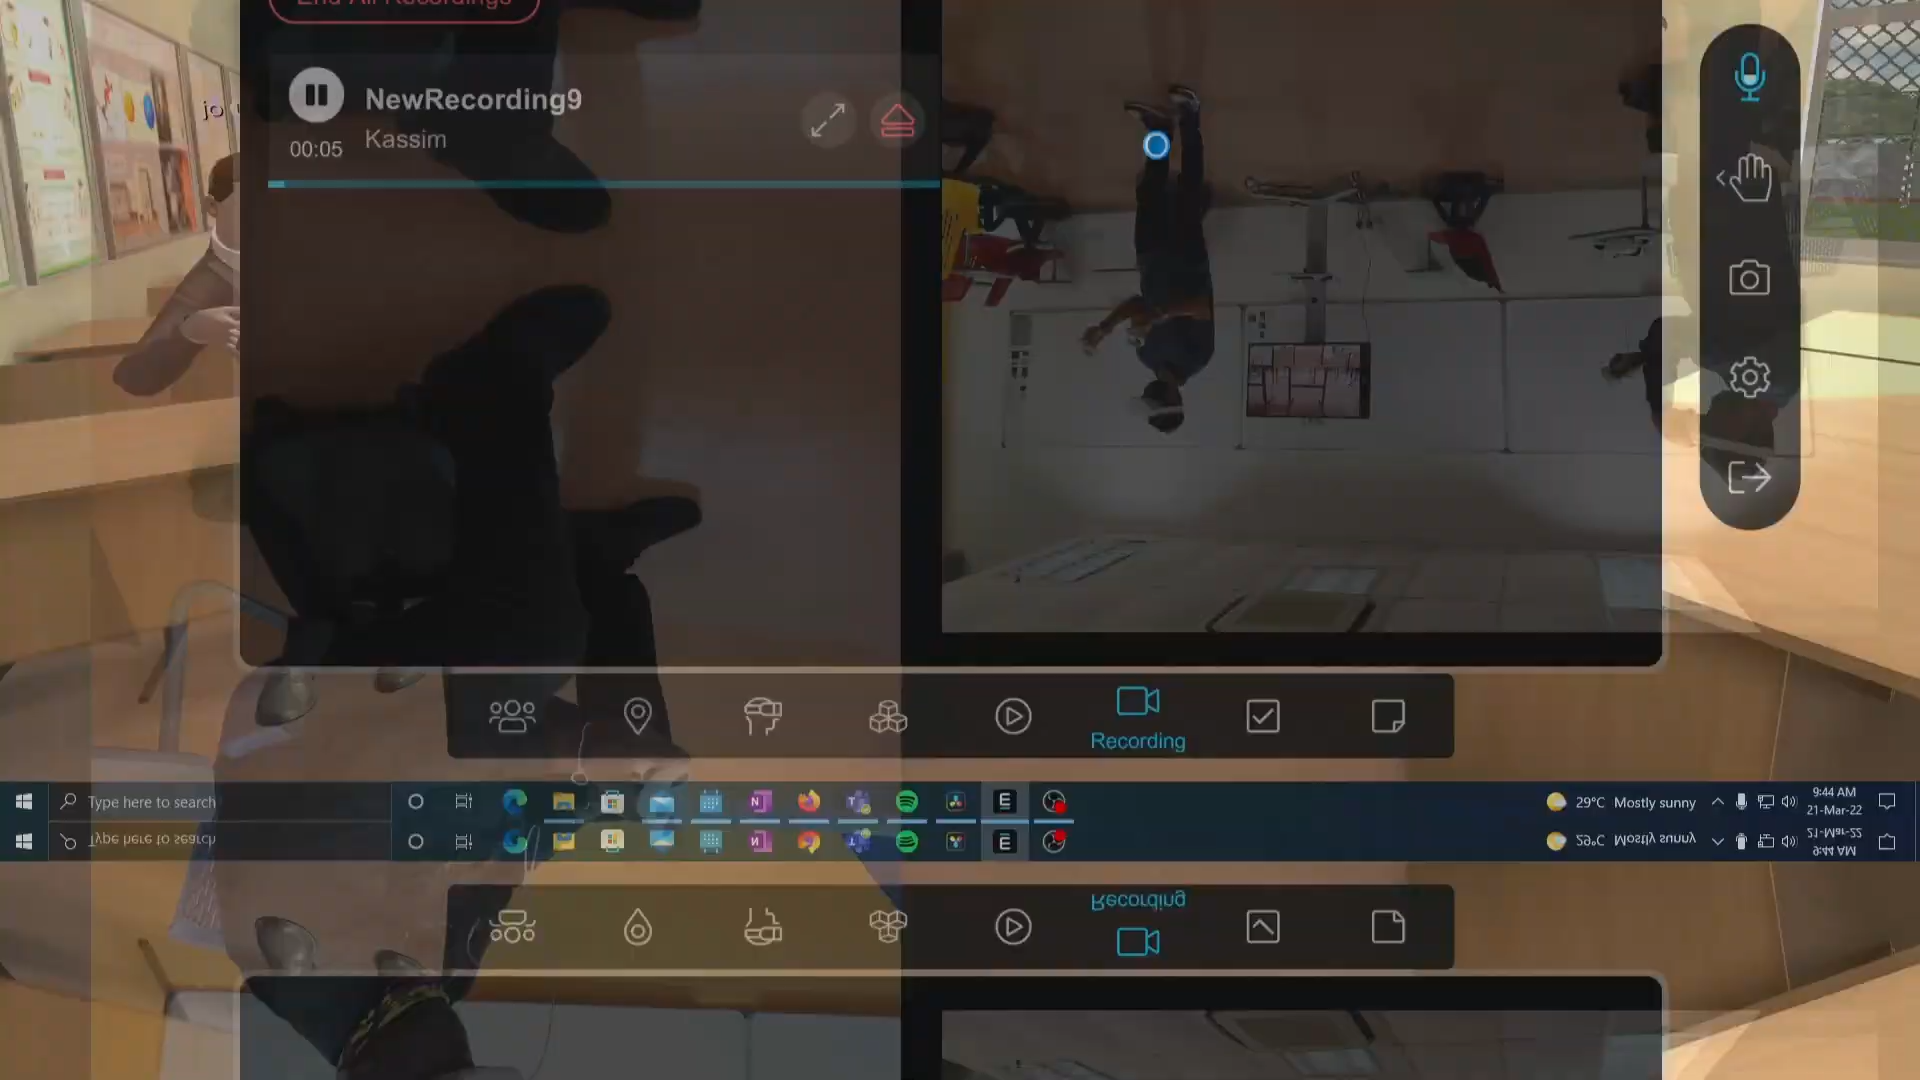 End All Recordings
NewRecording9
00:05
Kassim
Recording
Type here to search
29°C Mostly sunny
9:44 AM
21-Mar-22
Type here to search
29°C Mostly sunny
21-Mar-22
9:44 AM
Recording